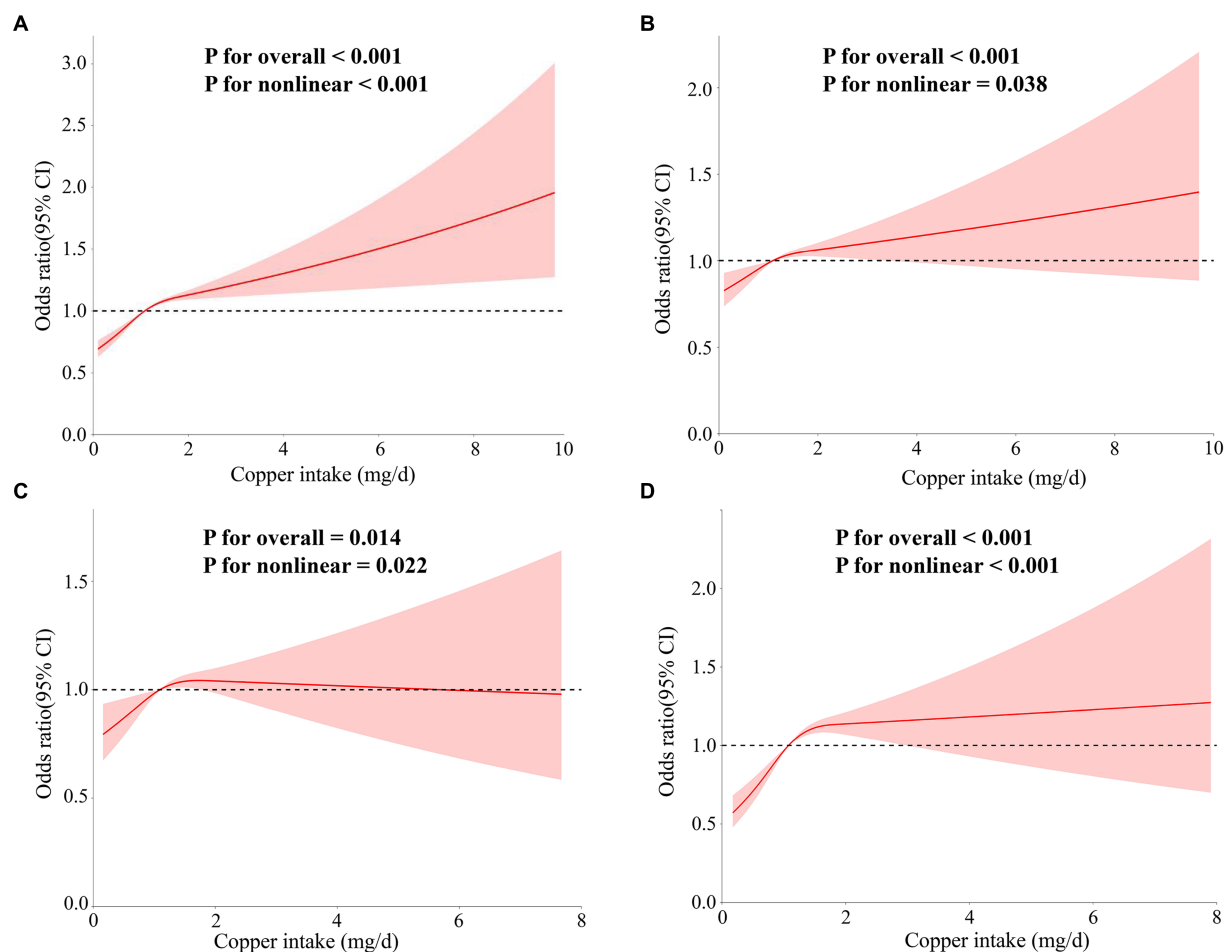 A
P for overall < 0.001
P for nonlinear < 0.001
Odds ratio(95% CI)
3.0
2.5
2.0
1.5
1.0
0.5
0.0
0 2 4 6 8 10
Copper intake (mg/d)
B
P for overall < 0.001
P for nonlinear = 0.038
Odds ratio(95% CI)
2.0
1.5
1.0
0.5
0.0
0 2 4 6 8 10
Copper intake (mg/d)
C
P for overall = 0.014
P for nonlinear = 0.022
Odds ratio(95% CI)
1.5
1.0
0.5
0.0
0 2 4 6 8
Copper intake (mg/d)
D
P for overall < 0.001
P for nonlinear < 0.001
Odds ratio(95% CI)
2.0
1.5
1.0
0.5
0.0
0 2 4 6 8
Copper intake (mg/d)